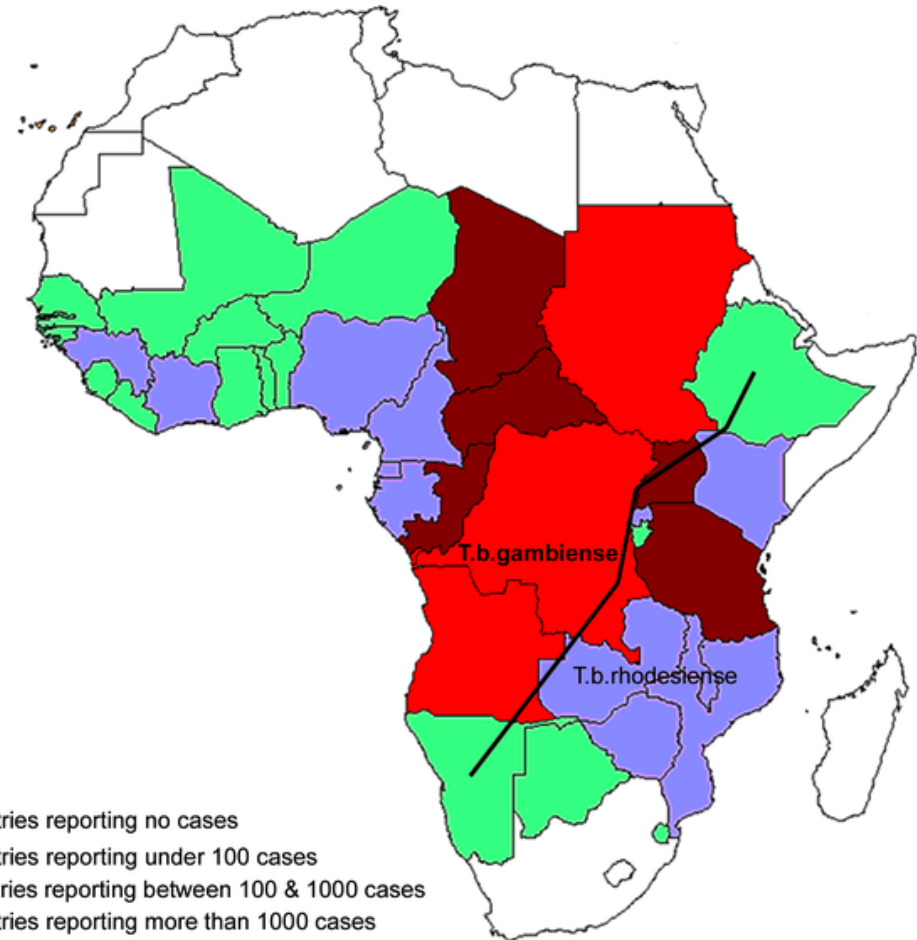 T.b.gambiense
T.b.rhodesiense
tries reporting no cases
tries reporting under 100 cases
ries reporting between 100 & 1000 cases
tries reporting more than 1000 cases